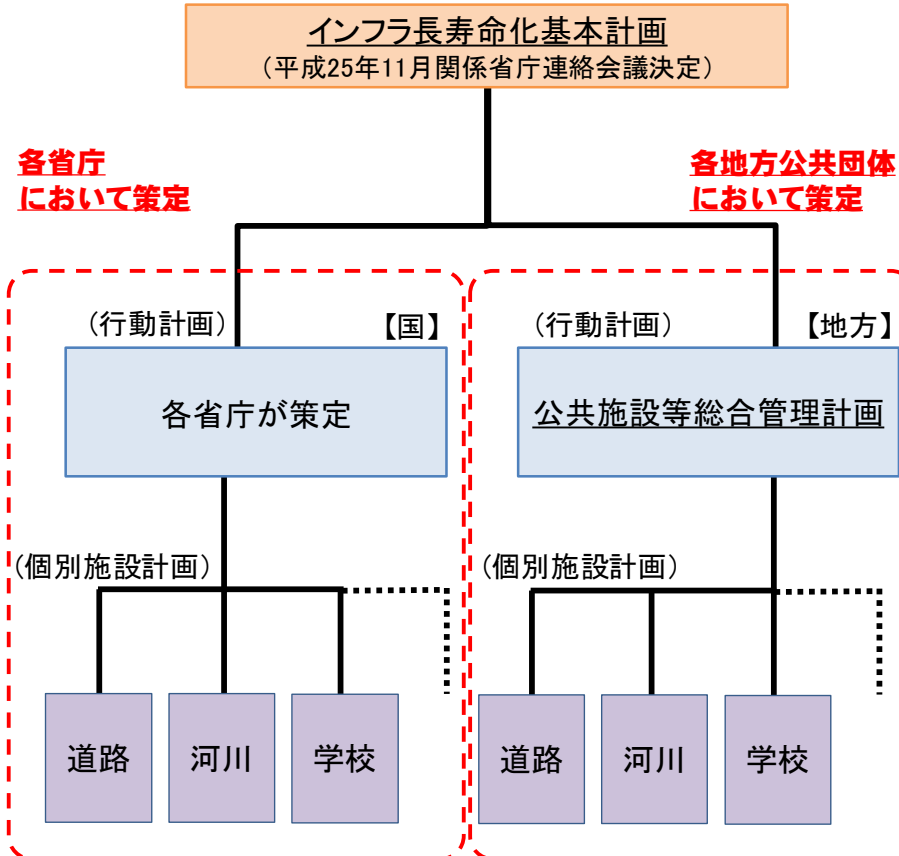 インフラ長寿命化基本計画
（平成25年11月関係省庁連絡会議決定）
各省庁
において策定
各地方公共団体
において策定
（行動計画）
【国】
（行動計画）
【地方】
各省庁が策定
公共施設等総合管理計画
（個別施設計画）
（個別施設計画）
道路
河川
学校
道路
河川
学校